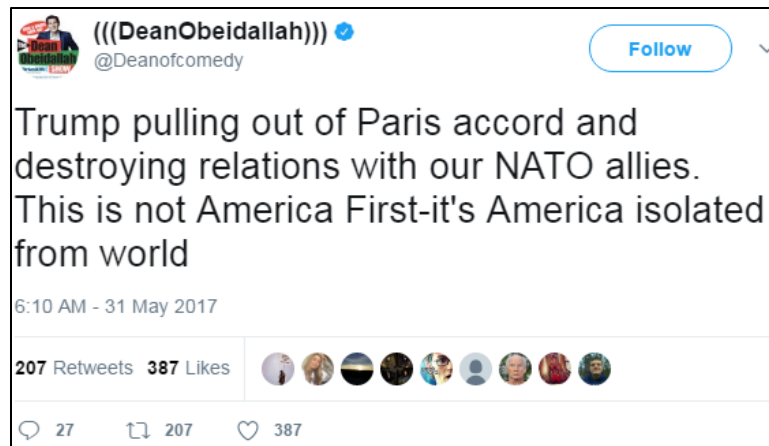 (((DeanObeidallah)))
@Deanofcomedy
Follow
Trump pulling out of Paris accord and
destroying relations with our NATO allies.
This is not America First-it's America isolated
from world
6:10 AM - 31 May 2017
207 Retweets 387 Likes
27 207 387